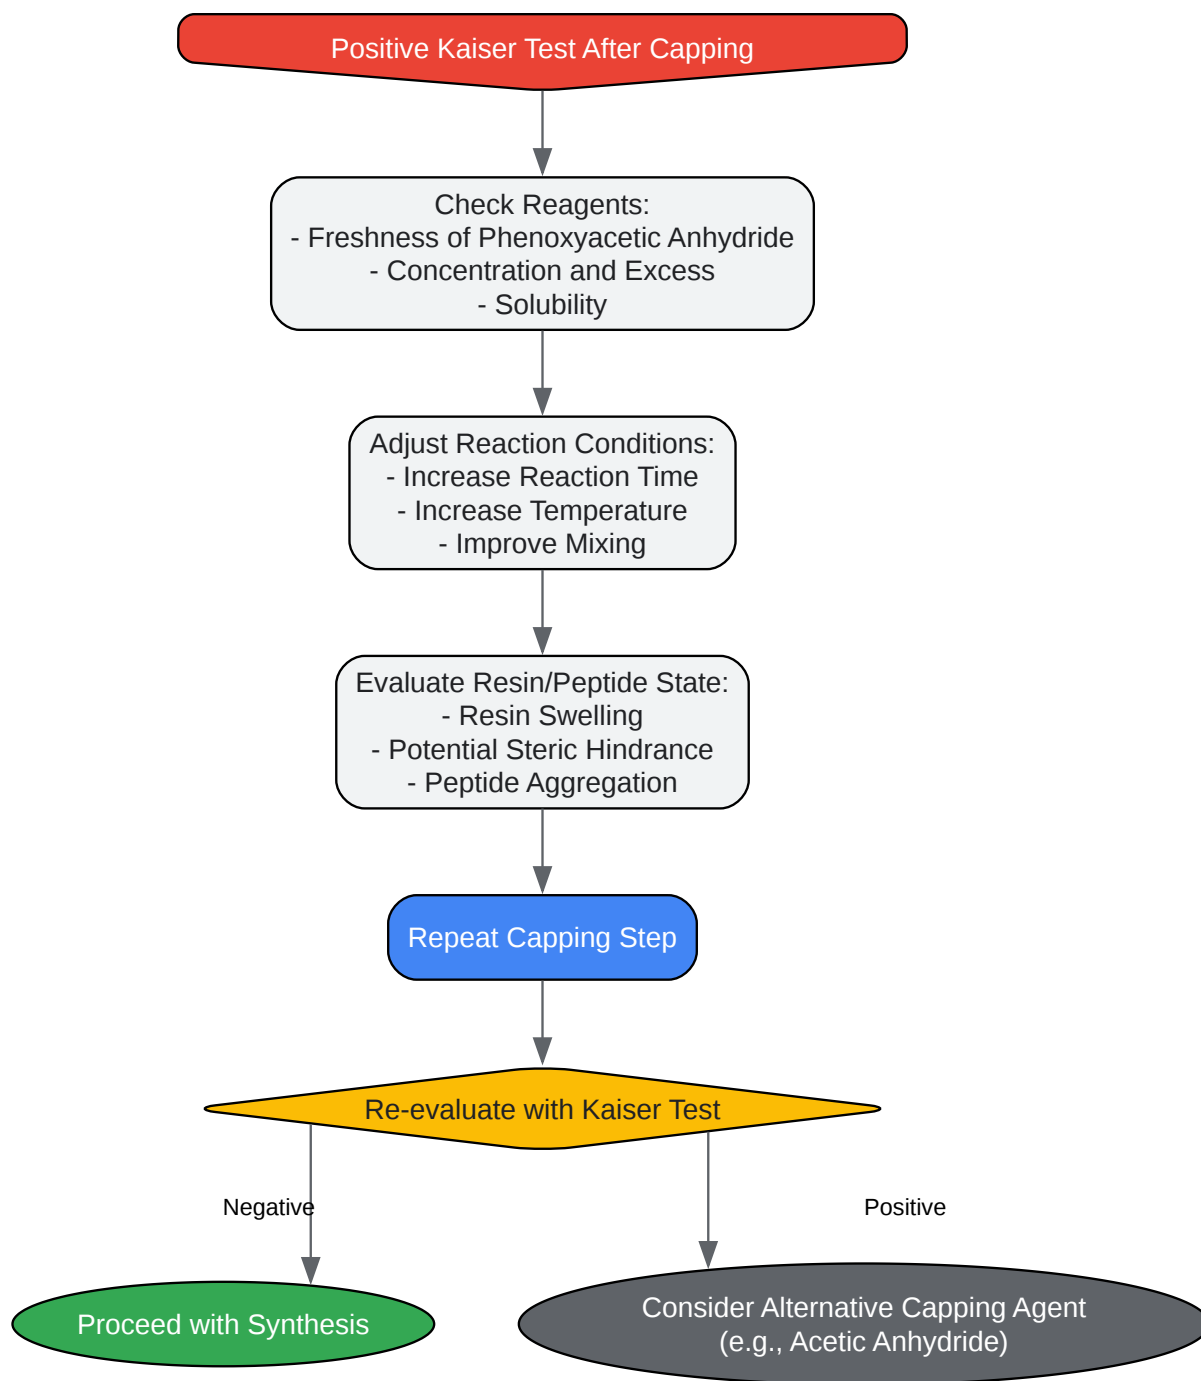 Positive Kaiser Test After Capping
Check Reagents:
- Freshness of Phenoxyacetic Anhydride
- Concentration and Excess
- Solubility
Adjust Reaction Conditions:
- Increase Reaction Time
- Increase Temperature
- Improve Mixing
Evaluate Resin/Peptide State:
- Resin Swelling
- Potential Steric Hindrance
- Peptide Aggregation
Repeat Capping Step
Re-evaluate with Kaiser Test
Negative
Positive
Proceed with Synthesis
Consider Alternative Capping Agent
(e.g., Acetic Anhydride)